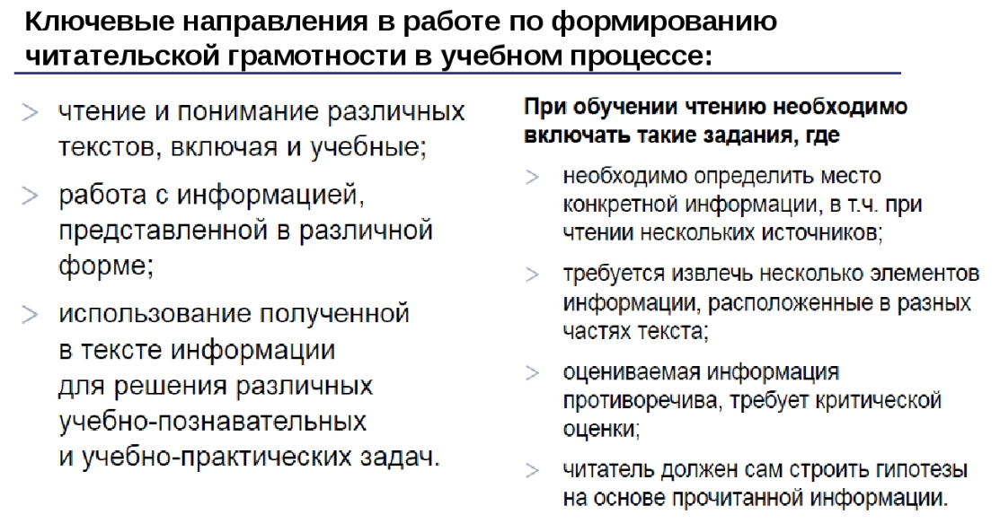 Ключевые направления в работе по формированию
читательской грамотности в учебном процессе:
> чтение и понимание различных
текстов, включая и учебные;
> работа с информацией,
представленной в различной
форме;
> использование полученной
в тексте информации
для решения различных
учебно-познавательных
и учебно-практических задач.
При обучении чтению необходимо
включать такие задания, где
> необходимо определить место
конкретной информации, в т.ч. при
чтении нескольких источников;
> требуется извлечь несколько элементов
информации, расположенные в разных
частях текста;
> оцениваемая информация
противоречива, требует критической
оценки;
> читатель должен сам строить гипотезы
на основе прочитанной информации.